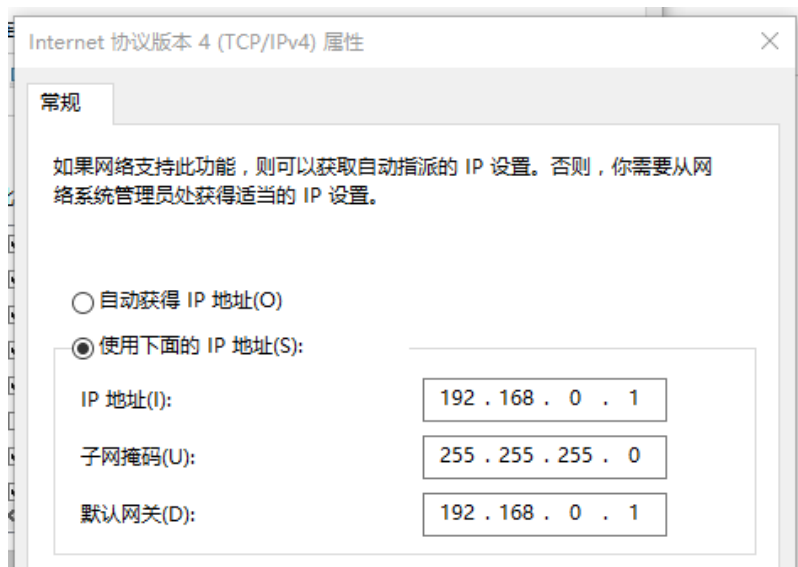 Internet 协议版本 4 (TCP/IPv4) 属性
常规
如果网络支持此功能，则可以获取自动指派的 IP 设置。否则，你需要从网
络系统管理员处获得适当的 IP 设置。
自动获得 IP 地址(O)
使用下面的 IP 地址(S):
IP 地址(I): 192 . 168 . 0 . 1
子网掩码(U): 255 . 255 . 255 . 0
默认网关(D): 192 . 168 . 0 . 1